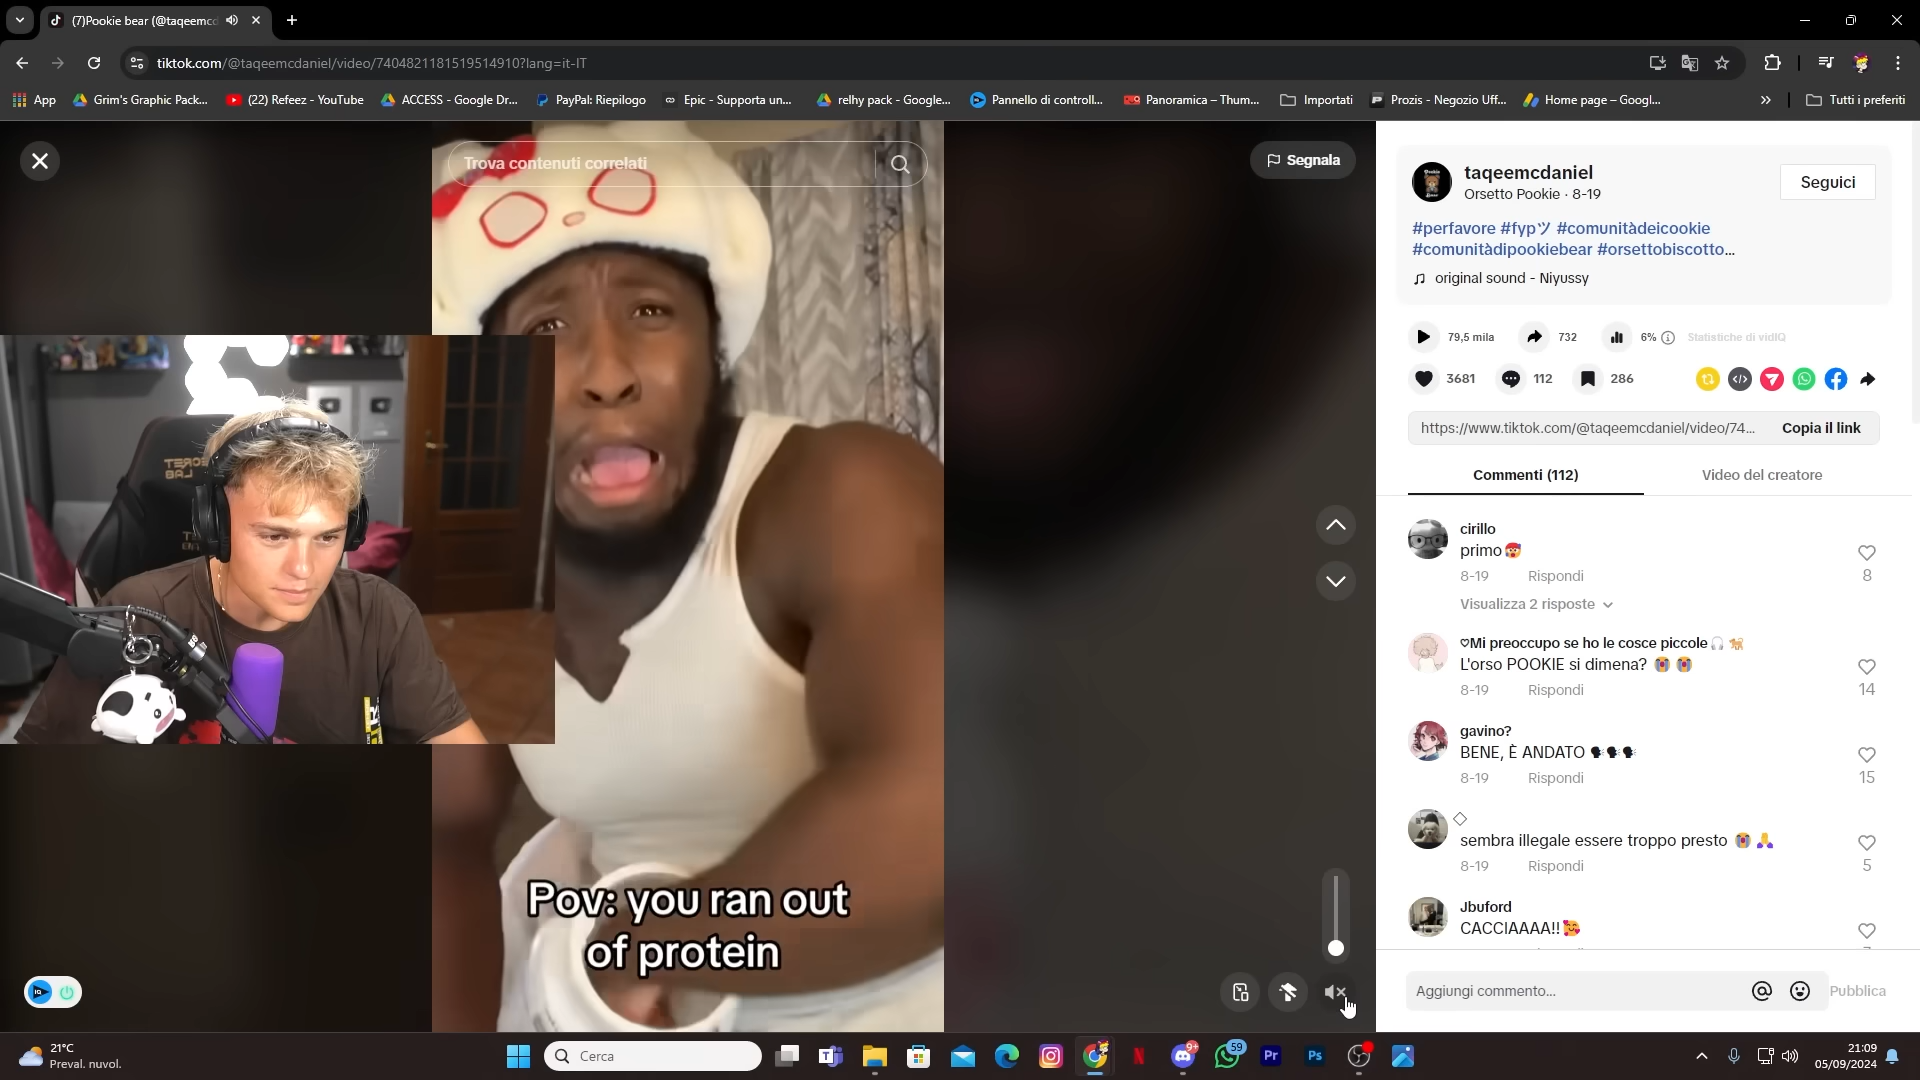 (7)Pookie bear (@taqeemcd
tiktok.com/@taqeemcdaniel/video/7404821181519514910?lang=it-IT
App
Grim's Graphic Pack...
(22) Refeez - YouTube
ACCESS - Google Dr...
PayPal: Riepilogo
Epic - Supporta un...
relhy pack - Google...
Pannello di controll...
Panoramica – Thum...
Importati
Prozis - Negozio Uff...
Home page – Googl...
Tutti i preferiti
Trova contenuti correlati
Segnala
Pov: you ran out
of protein
taqeemcdaniel
Orsetto Pookie · 8-19
Seguici
#perfavore #fypツ #comunitàdeicookie
#comunitàdipookiebear #orsettobiscotto...
original sound - Niyussy
79,5 mila
732
6%
Statistiche di vidIQ
3681
112
286
https://www.tiktok.com/@taqeemcdaniel/video/74...
Copia il link
Commenti (112)
Video del creatore
cirillo
primo🥵
8-19 Rispondi
8
Visualizza 2 risposte
♡Mi preoccupo se ho le cosce piccole🎧🐈
L'orso POOKIE si dimena? 😭 😭
8-19 Rispondi
14
gavino?
BENE, È ANDATO 🗣🗣🗣
8-19 Rispondi
15
◇
sembra illegale essere troppo presto 😭 🙏
8-19 Rispondi
5
Jbuford
CACCIAAAA!!🥰
Aggiungi commento...
Pubblica
21°C
Preval. nuvol.
Cerca
9+
59
Pr
Ps
21:09
05/09/2024